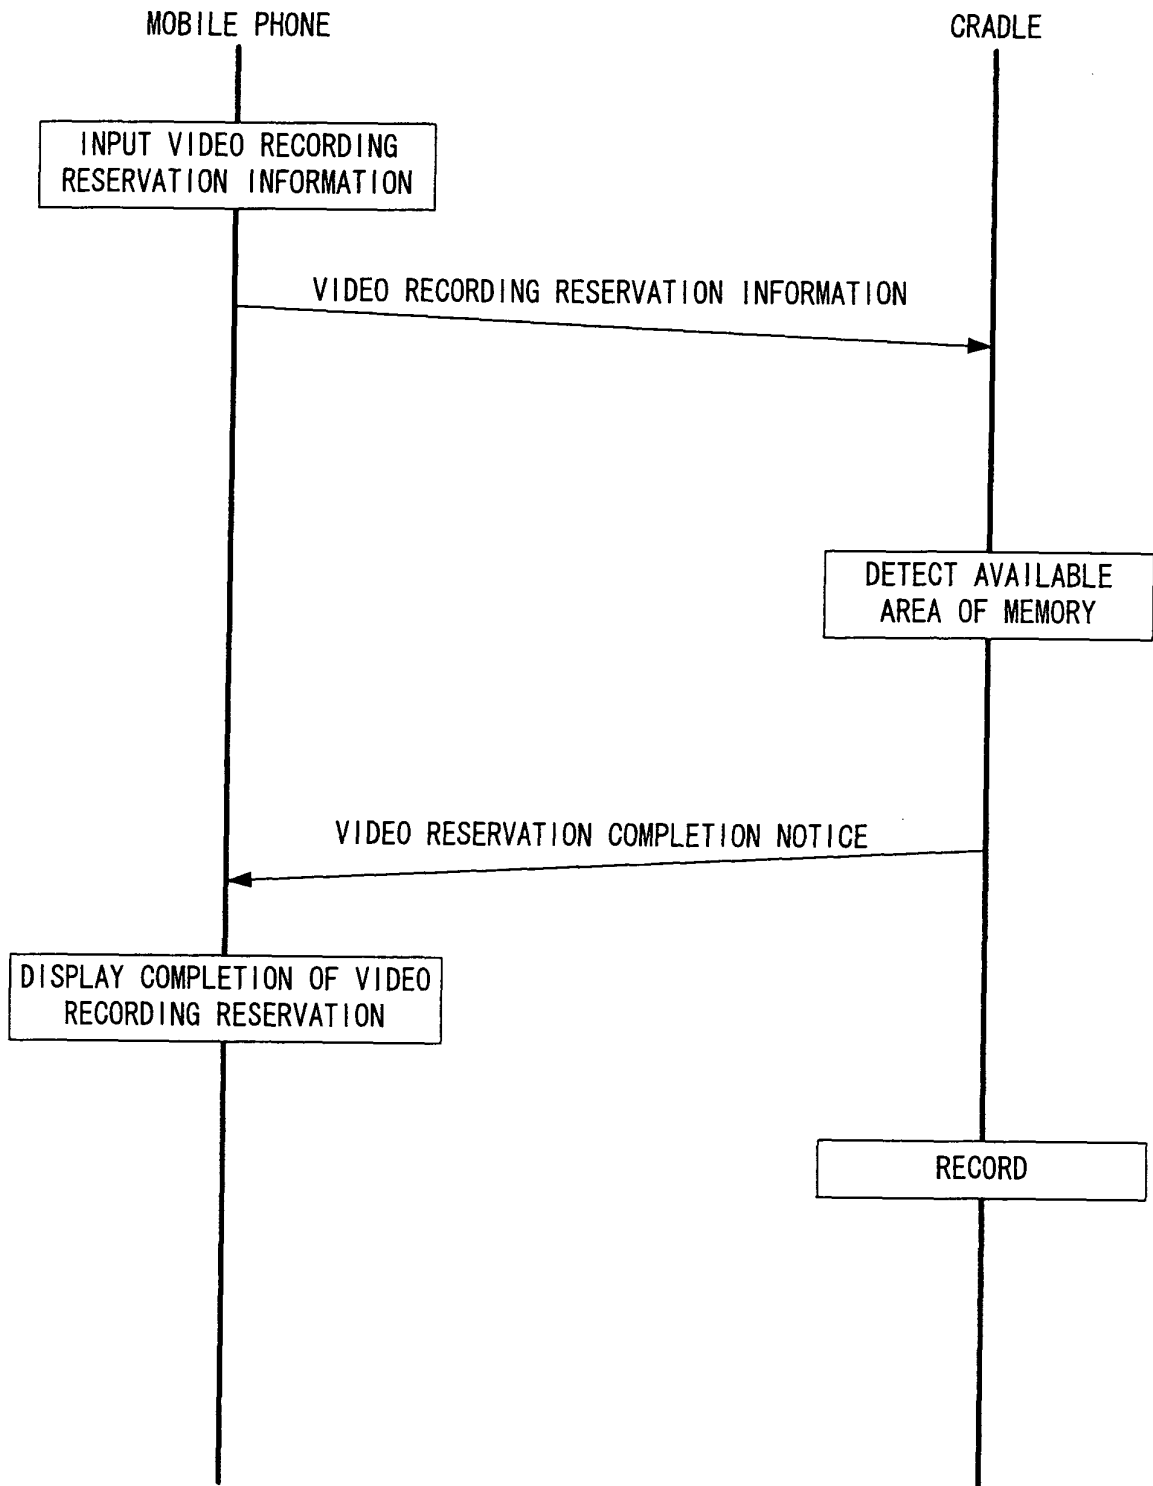 MOBILE PHONE
CRADLE
INPUT VIDEO RECORDING
RESERVATION INFORMATION
VIDEO RECORDING RESERVATION INFORMATION
DETECT AVAILABLE
AREA OF MEMORY
VIDEO RESERVATION COMPLETION NOTICE
DISPLAY COMPLETION OF VIDEO
RECORDING RESERVATION
RECORD